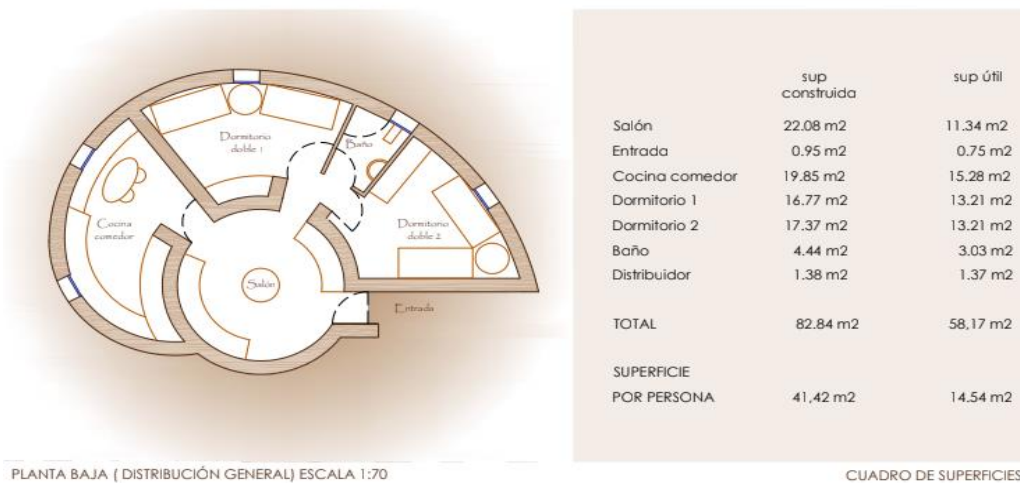 Dormitorio
doble 1
Baño
Cocina
comedor
Dormitorio
doble 2
Salón
Entrada
PLANTA BAJA ( DISTRIBUCIÓN GENERAL) ESCALA 1:70
sup construida sup útil
Salón 22.08 m2 11.34 m2
Entrada 0.95 m2 0.75 m2
Cocina comedor 19.85 m2 15.28 m2
Dormitorio 1 16.77 m2 13.21 m2
Dormitorio 2 17.37 m2 13.21 m2
Baño 4.44 m2 3.03 m2
Distribuidor 1.38 m2 1.37 m2
TOTAL 82.84 m2 58,17 m2
SUPERFICIE
POR PERSONA 41,42 m2 14.54 m2
CUADRO DE SUPERFICIES